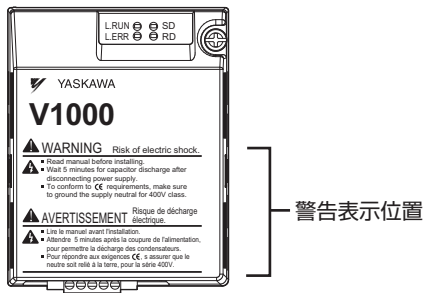 L.RUN SD
L.ERR RD
YASKAWA
V1000
WARNING Risk of electric shock.
Read manual before installing.
Wait 5 minutes for capacitor discharge after
disconnecting power supply.
To conform to CE requirements, make sure
to ground the supply neutral for 400V class.
AVERTISSEMENT Risque de décharge
électrique.
Lire le manuel avant l'installation.
Attendre 5 minutes après la coupure de l'alimentation,
pour permettre la décharge des condensateurs.
Pour répondre aux exigences CE, s assurer que le
neutre soit relié à la terre, pour la série 400V.
警告表示位置